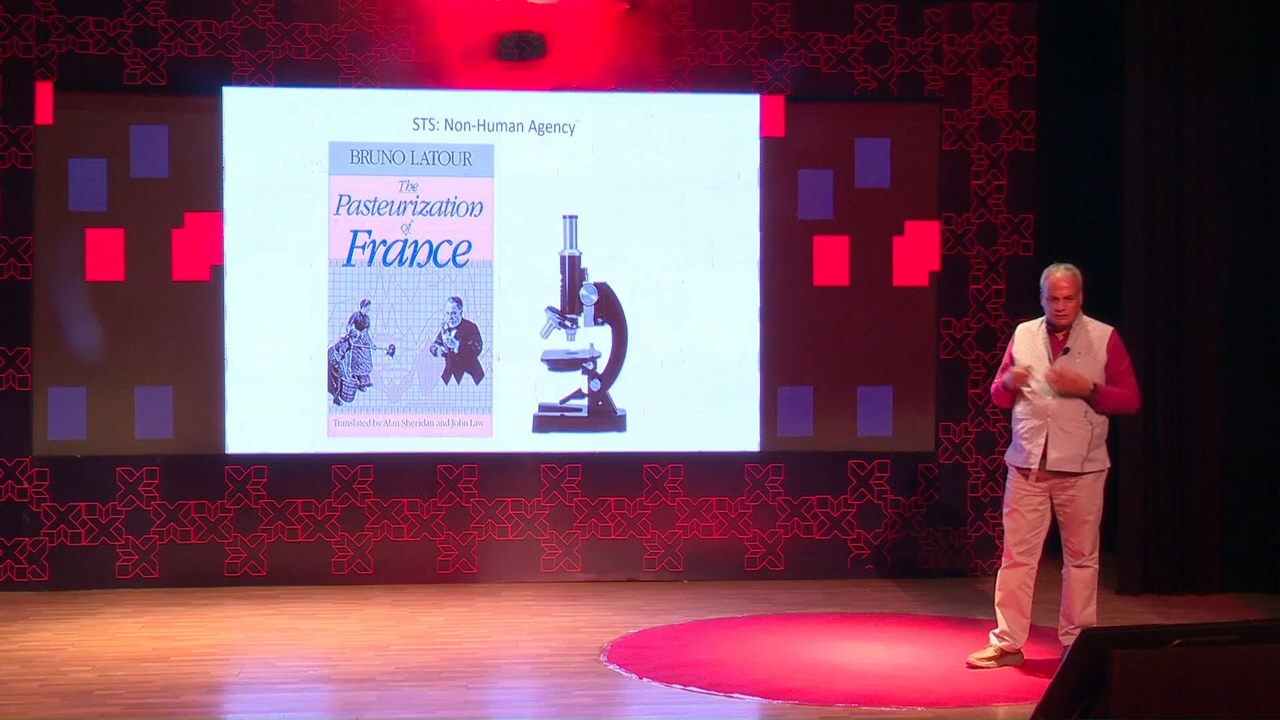 STS: Non-Human Agency
BRUNO LATOUR
The
Pasteurization
of
France
Translated by Alan Sheridan and John Law